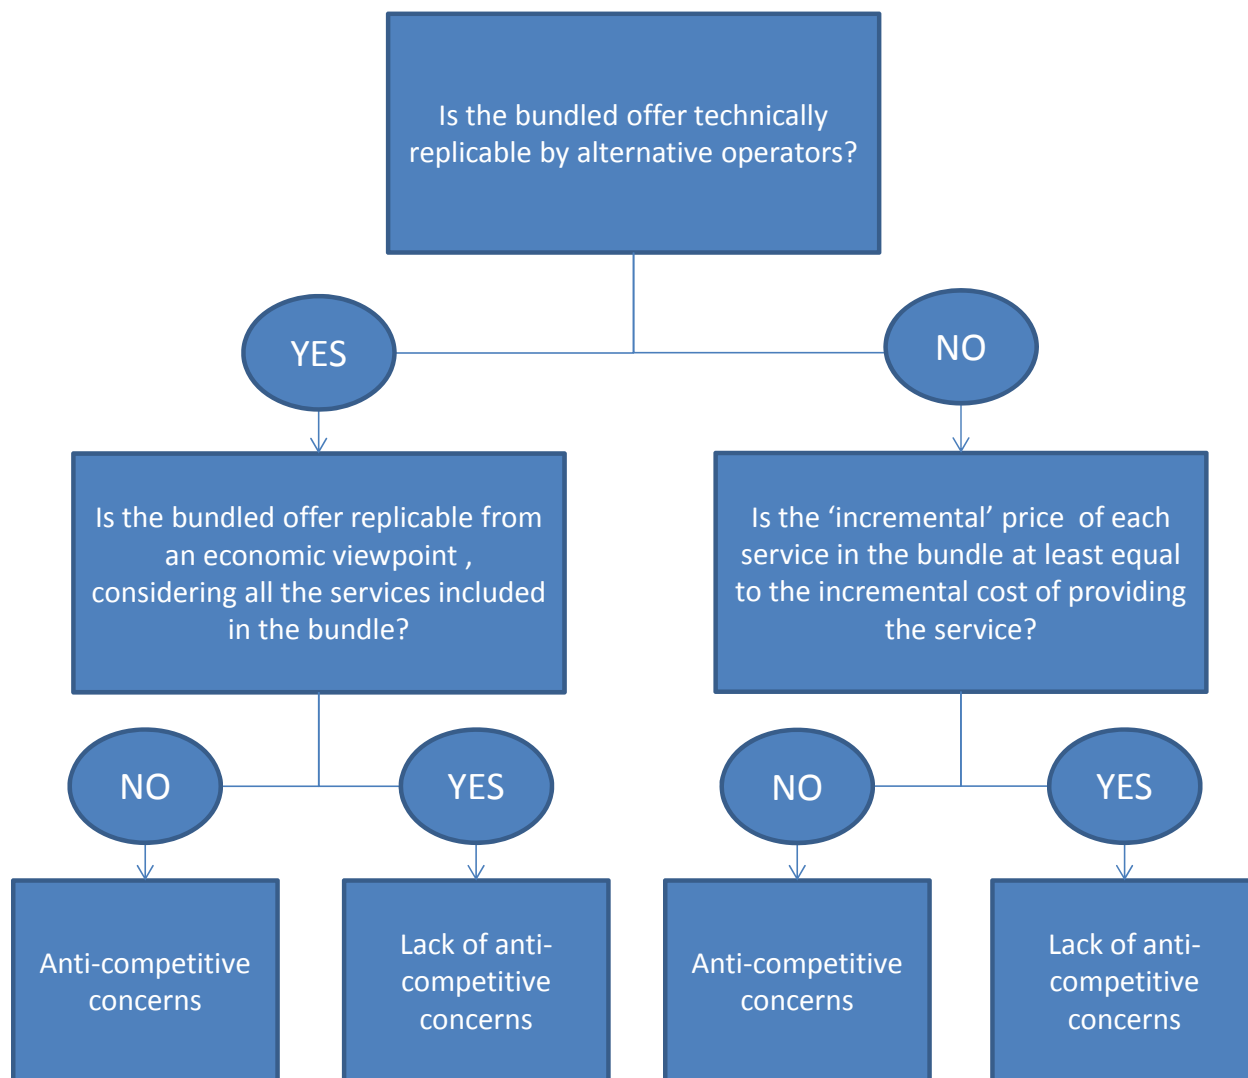 Is the bundled offer technically
replicable by alternative operators?
YES
NO
Is the bundled offer replicable from
an economic viewpoint ,
considering all the services included
in the bundle?
Is the ‘incremental’ price  of each
service in the bundle at least equal
to the incremental cost of providing
the service?
NO
YES
NO
YES
Anti-competitive
concerns
Lack of anti-
competitive
concerns
Anti-competitive
concerns
Lack of anti-
competitive
concerns